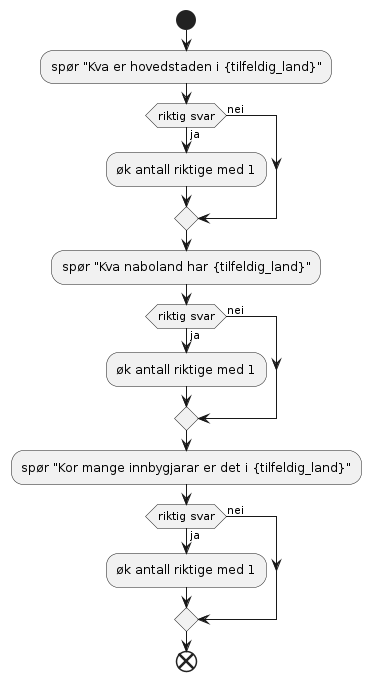 spør "Kva er hovedstaden i {tilfeldig_land}"
riktig svar
nei
ja
øk antall riktige med 1
spør "Kva naboland har {tilfeldig_land}"
riktig svar
nei
ja
øk antall riktige med 1
spør "Kor mange innbygjarar er det i {tilfeldig_land}"
riktig svar
nei
ja
øk antall riktige med 1